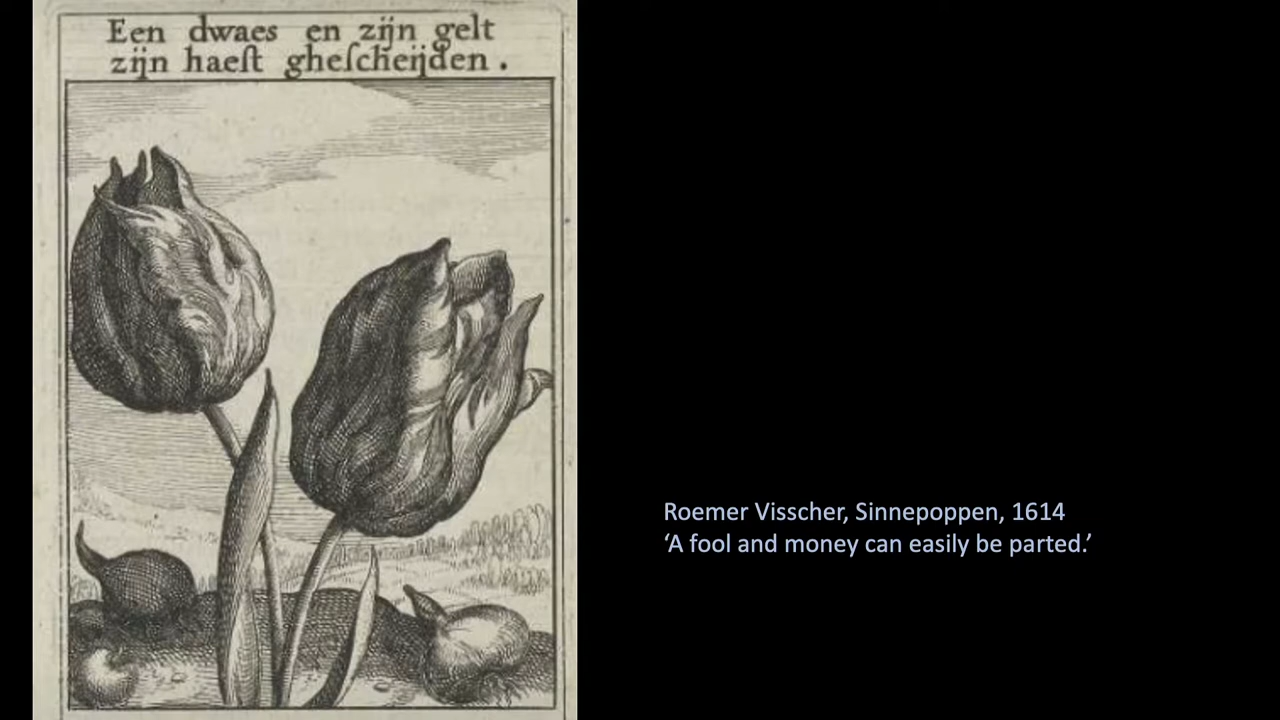 Een dwaes en zijn gelt
zijn haeſt gheſcheijden .
Roemer Visscher, Sinnepoppen, 1614
‘A fool and money can easily be parted.’